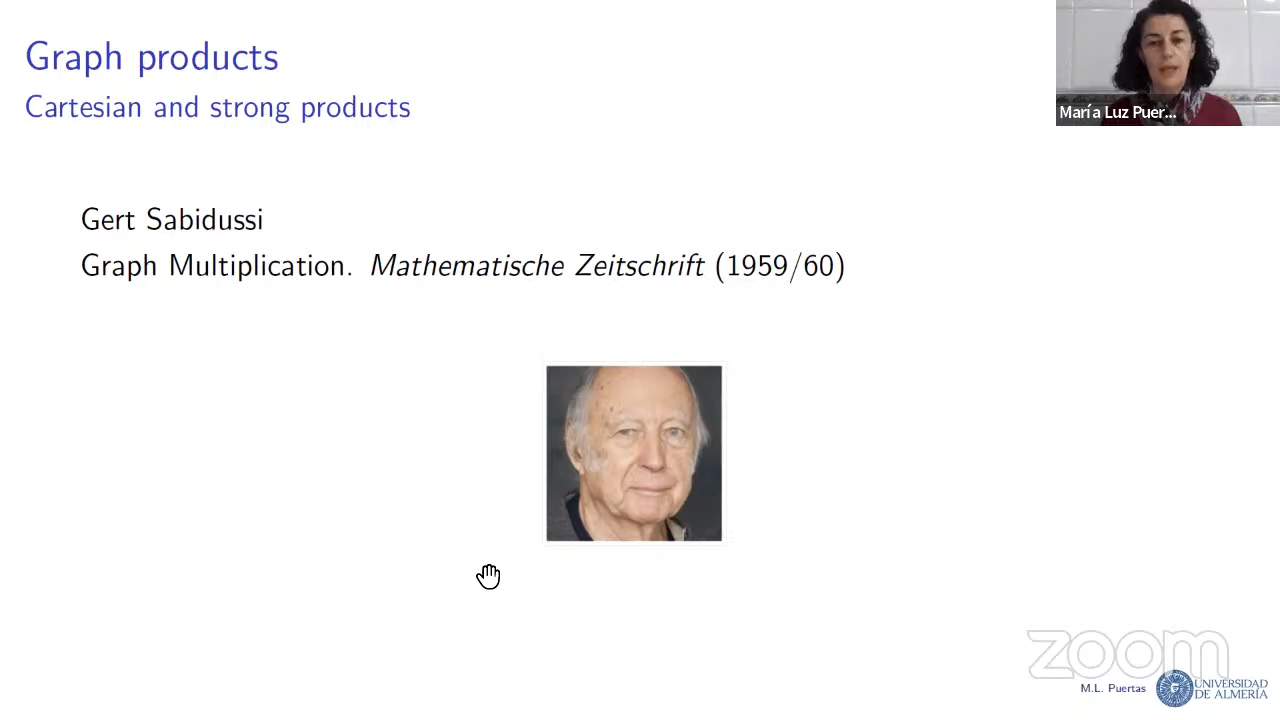 Graph products
Cartesian and strong products
María Luz Puer...
Gert Sabidussi
Graph Multiplication. Mathematische Zeitschrift (1959/60)
zoom
M.L. Puertas
UNIVERSIDAD
DE ALMERÍA